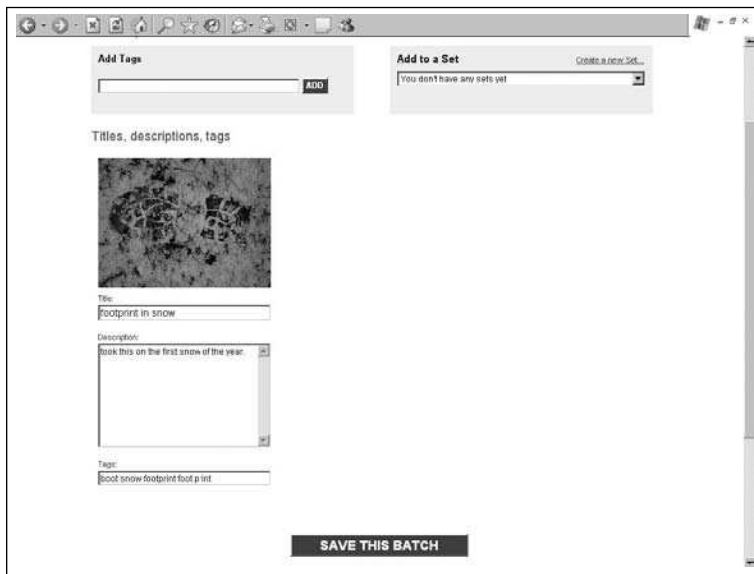 Add Tags
ADD
Add to a Set
Create a new Set...
You don't have any sets yet
Titles, descriptions, tags
Title:
footprint in snow
Description:
took this on the first snow of the year.
Tags:
boot snow footprint foot p int
SAVE THIS BATCH